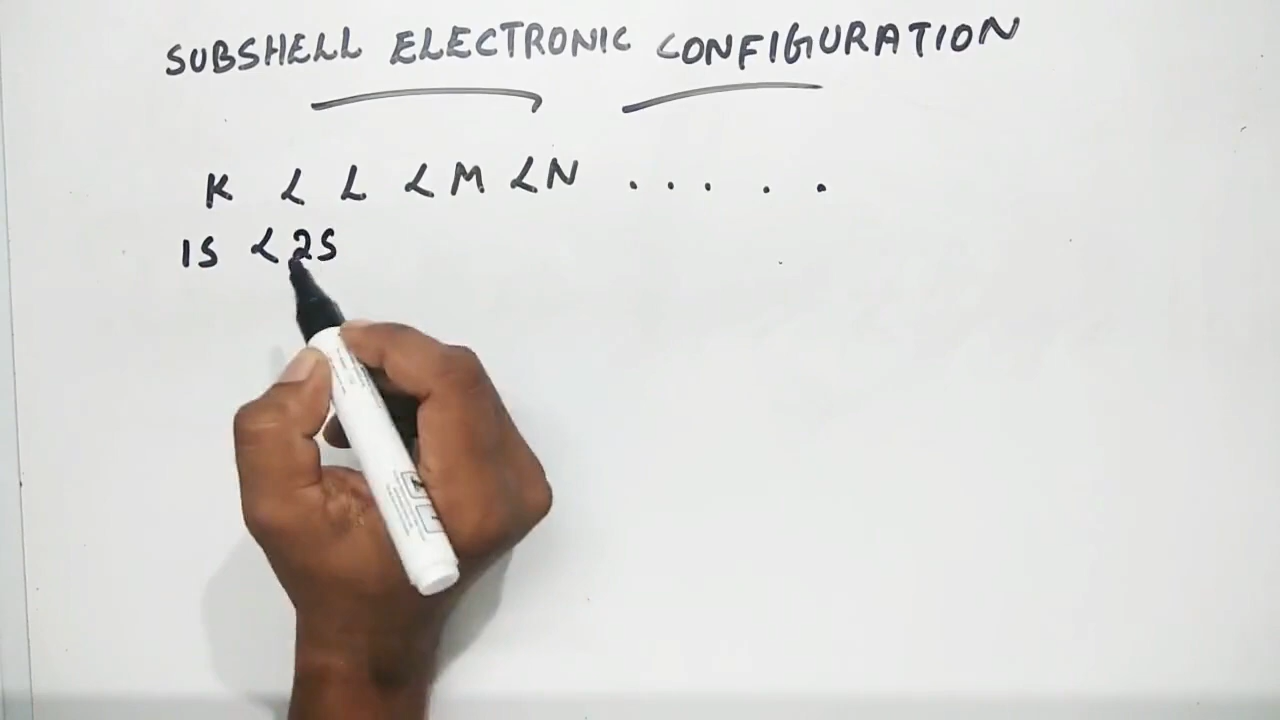 SUBSHELL ELECTRONIC CONFIGURATION
K < L < M < N . . . . .
1S < 2S